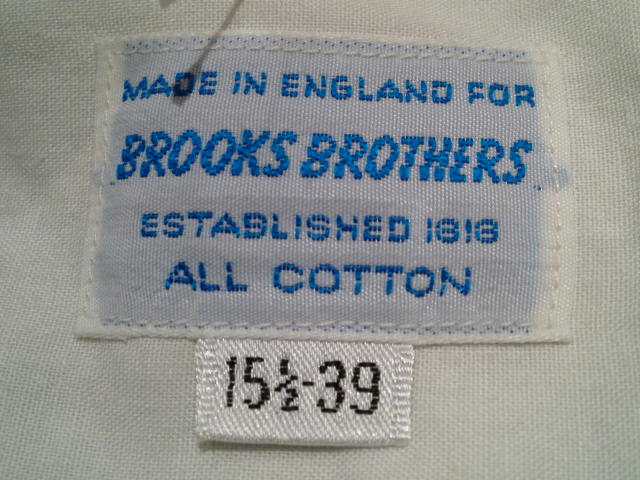 MADE IN ENGLAND FOR
BROOKS BROTHERS
ESTABLISHED 1818
ALL COTTON
15½-39